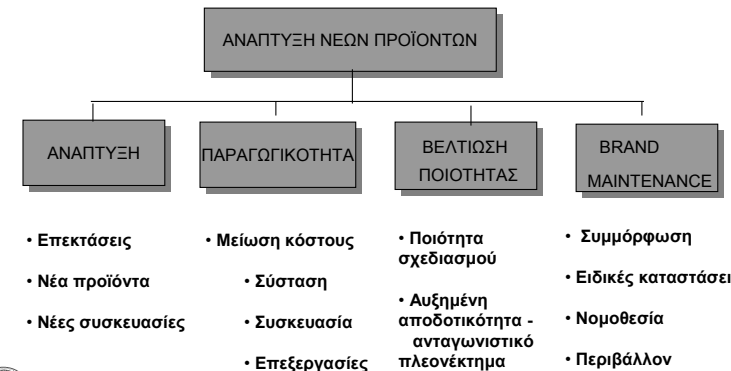 ΑΝΑΠΤΥΞΗ ΝΕΩΝ ΠΡΟΪΟΝΤΩΝ
ΑΝΑΠΤΥΞΗ
• Επεκτάσεις
• Νέα προϊόντα
• Νέες συσκευασίες
ΠΑΡΑΓΩΓΙΚΟΤΗΤΑ
• Μείωση κόστους
• Σύσταση
• Συσκευασία
• Επεξεργασίες
ΒΕΛΤΙΩΣΗ
ΠΟΙΟΤΗΤΑΣ
• Ποιότητα
σχεδιασμού
• Αυξημένη
αποδοτικότητα -
ανταγωνιστικό
πλεονέκτημα
BRAND
MAINTENANCE
• Συμμόρφωση
• Ειδικές καταστάσει
• Νομοθεσία
• Περιβάλλον